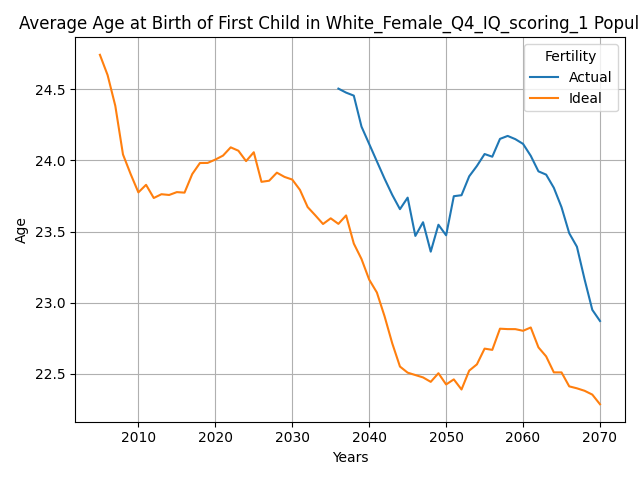 Average Age at Birth of First Child in White_Female_Q4_IQ_scoring_1 Popul
Fertility
Actual
Ideal
24.5
24.0
23.5
23.0
22.5
Age
2010 2020 2030 2040 2050 2060 2070
Years